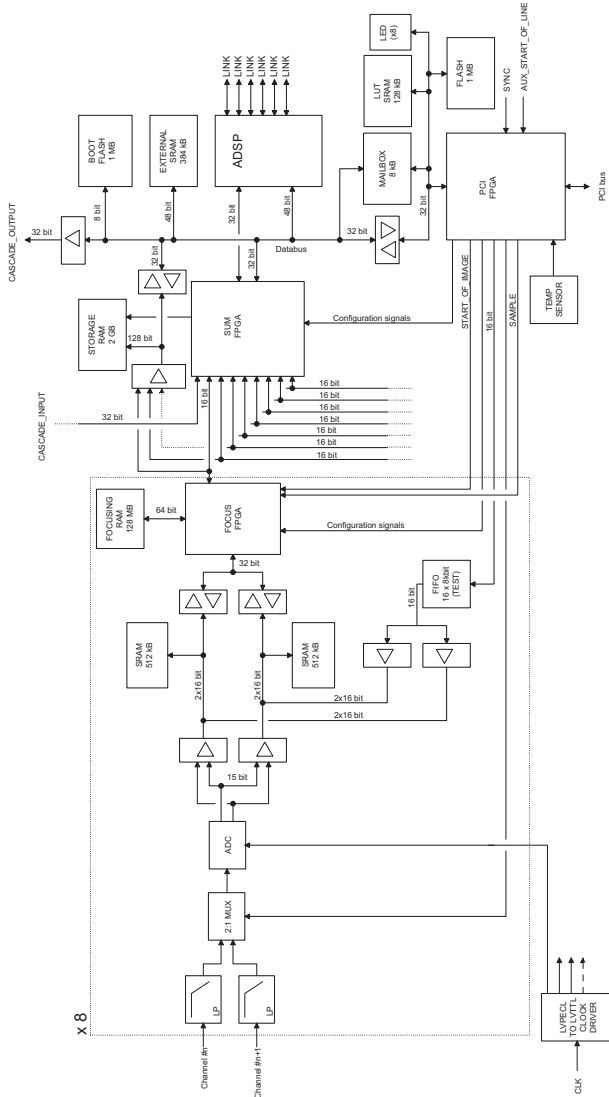 CASCADE_OUTPUT
32 bit
BOOT
FLASH
1 MB
8 bit
EXTERNAL
SRAM
384 kB
48 bit
LINK
LINK
LINK
LINK
LINK
LINK
ADSP
32 bit
48 bit
LED
(x8)
LUT
SRAM
128 kB
FLASH
1 MB
MAILBOX
8 kB
32 bit
32 bit
Databus
SYNC
AUX_START_OF_LINE
PCI
FPGA
PCI bus
TEMP
SENSOR
START_OF_IMAGE
16 bit
SAMPLE
Configuration signals
32 bit
32 bit
STORAGE
RAM
2 GB
128 bit
SUM
FPGA
CASCADE_INPUT
32 bit
16 bit
16 bit
16 bit
16 bit
16 bit
16 bit
16 bit
16 bit
FOCUSING
RAM
128 MB
64 bit
FOCUS
FPGA
Configuration signals
32 bit
SRAM
512 kB
SRAM
512 kB
2x16 bit
2x16 bit
16 bit
FIFO
16 x 8kbit
(TEST)
2x16 bit
2x16 bit
15 bit
ADC
2:1 MUX
LP
LP
Channel #n
Channel #n+1
x 8
LVPECL
TO LVTTL
CLOCK
DRIVER
CLK